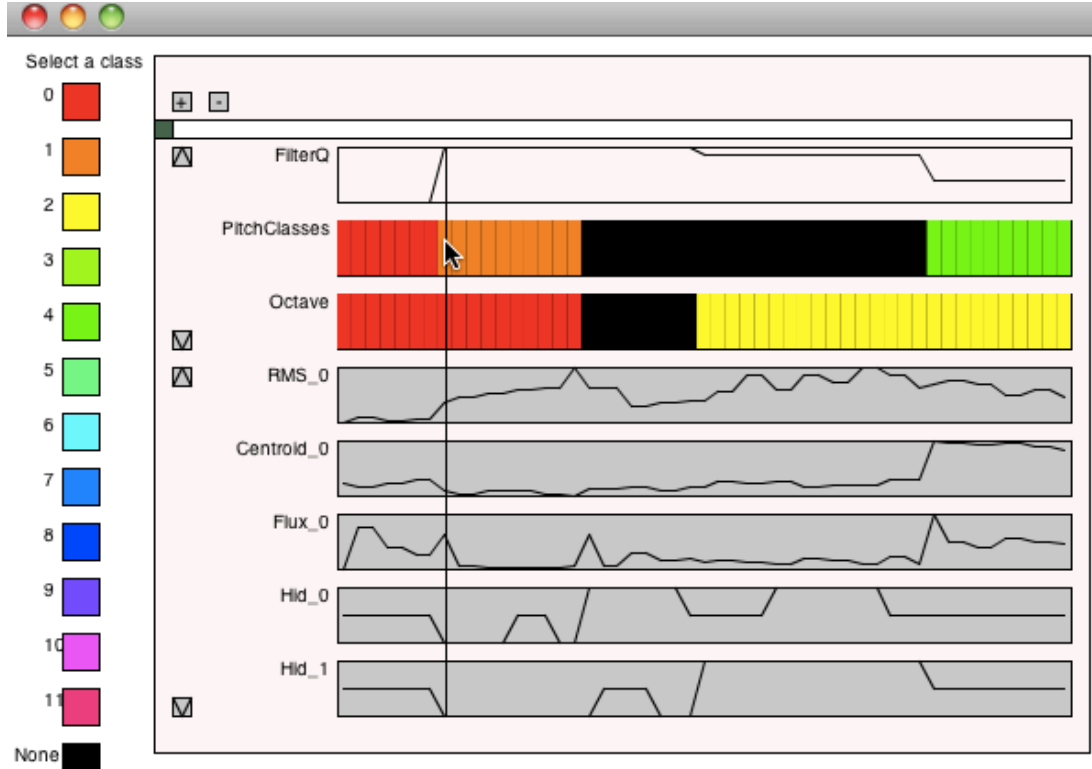 Select a class
0
1
2
3
4
5
6
7
8
9
10
11
None
+ -
FilterQ
PitchClasses
Octave
RMS_0
Centroid_0
Flux_0
Hid_0
Hid_1